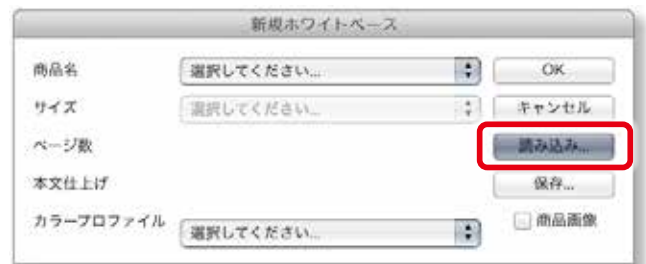 新規ホワイトベース
商品名 選択してください... OK
サイズ 選択してください... キャンセル
ページ数 読み込み...
本文仕上げ 保存...
カラープロファイル 選択してください... 商品画像